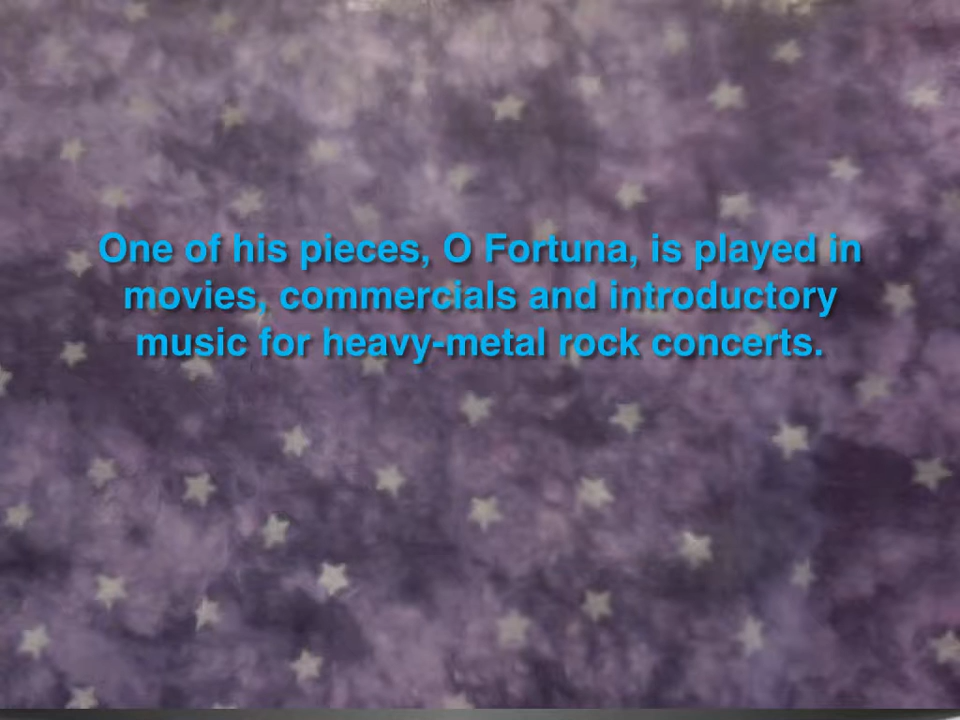 One of his pieces, O Fortuna, is played in
movies, commercials and introductory
music for heavy-metal rock concerts.